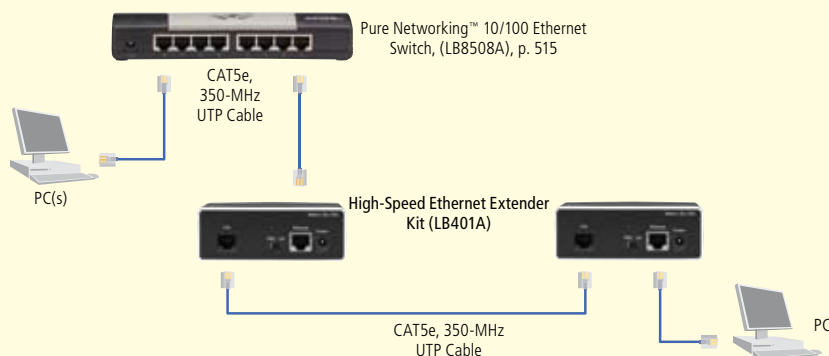 Pure Networking™ 10/100 Ethernet
Switch, (LB8508A), p. 515
CAT5e,
350-MHz
UTP Cable
PC(s)
High-Speed Ethernet Extender
Kit (LB401A)
CAT5e, 350-MHz
UTP Cable
PC